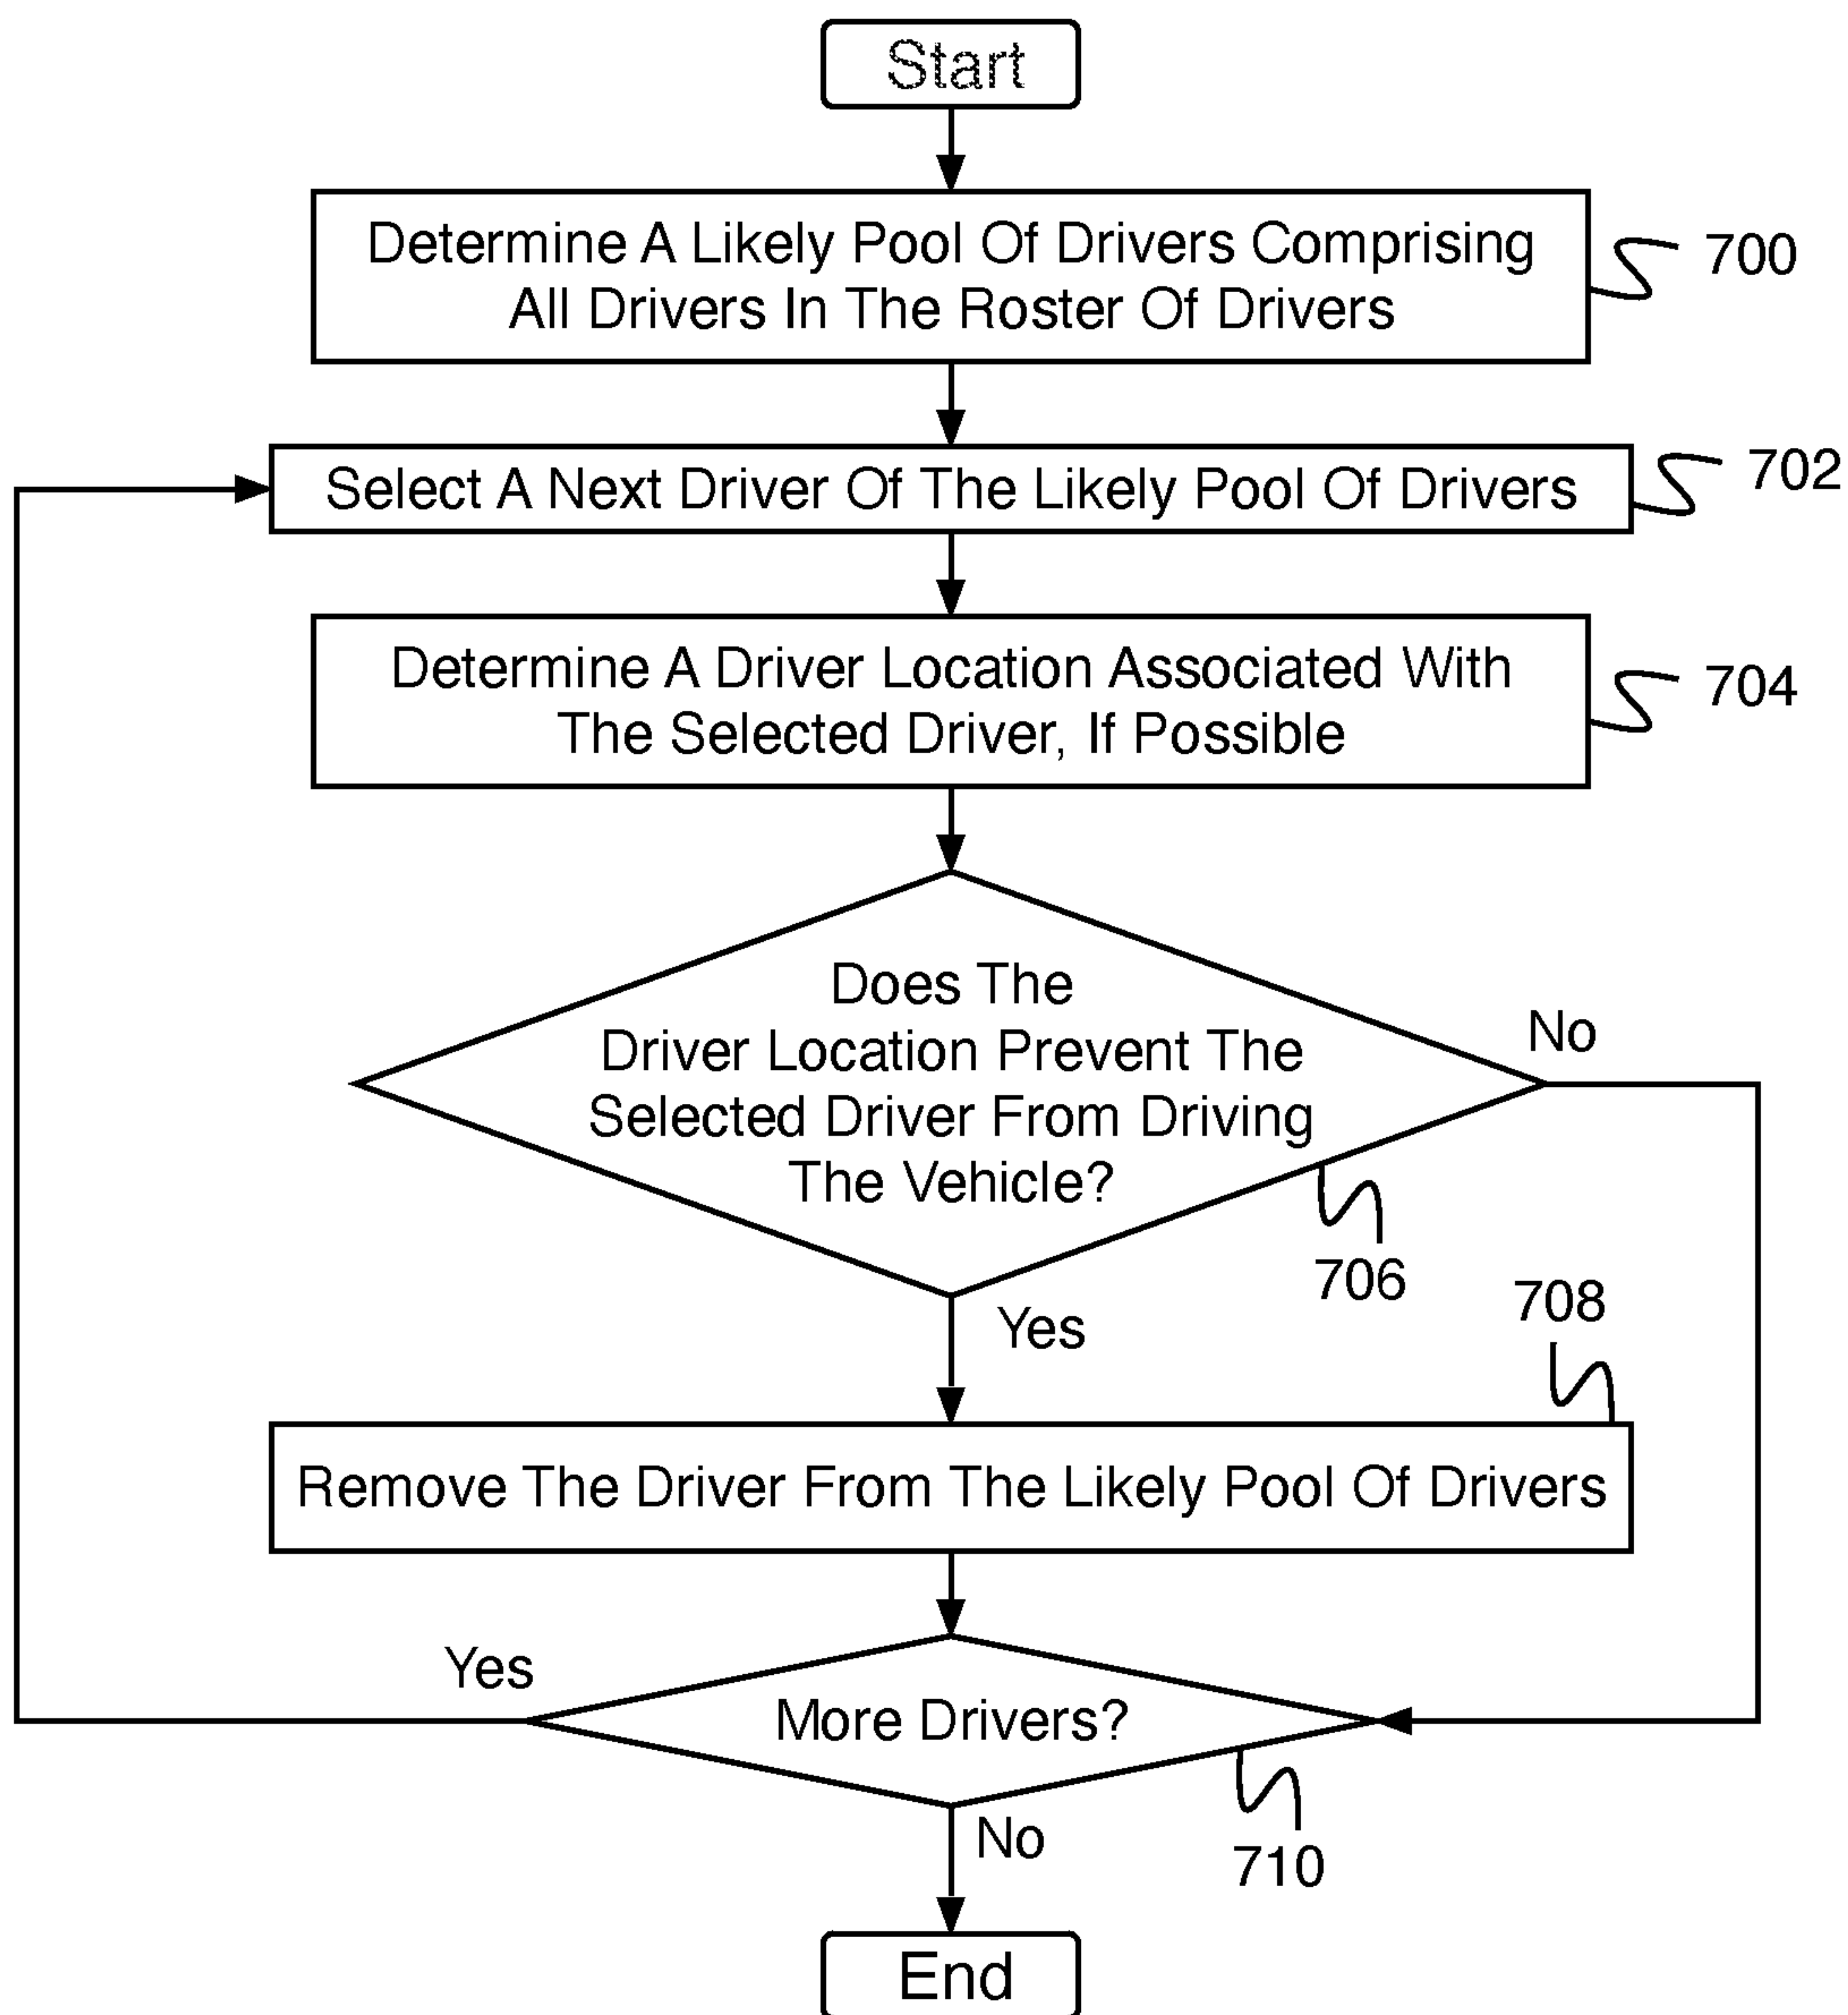 Start
Determine A Likely Pool Of Drivers Comprising
All Drivers In The Roster Of Drivers
700
Select A Next Driver Of The Likely Pool Of Drivers
702
Determine A Driver Location Associated With
The Selected Driver, If Possible
704
Does The
Driver Location Prevent The
Selected Driver From Driving
The Vehicle?
No
706
Yes
708
Remove The Driver From The Likely Pool Of Drivers
Yes
More Drivers?
710
No
End